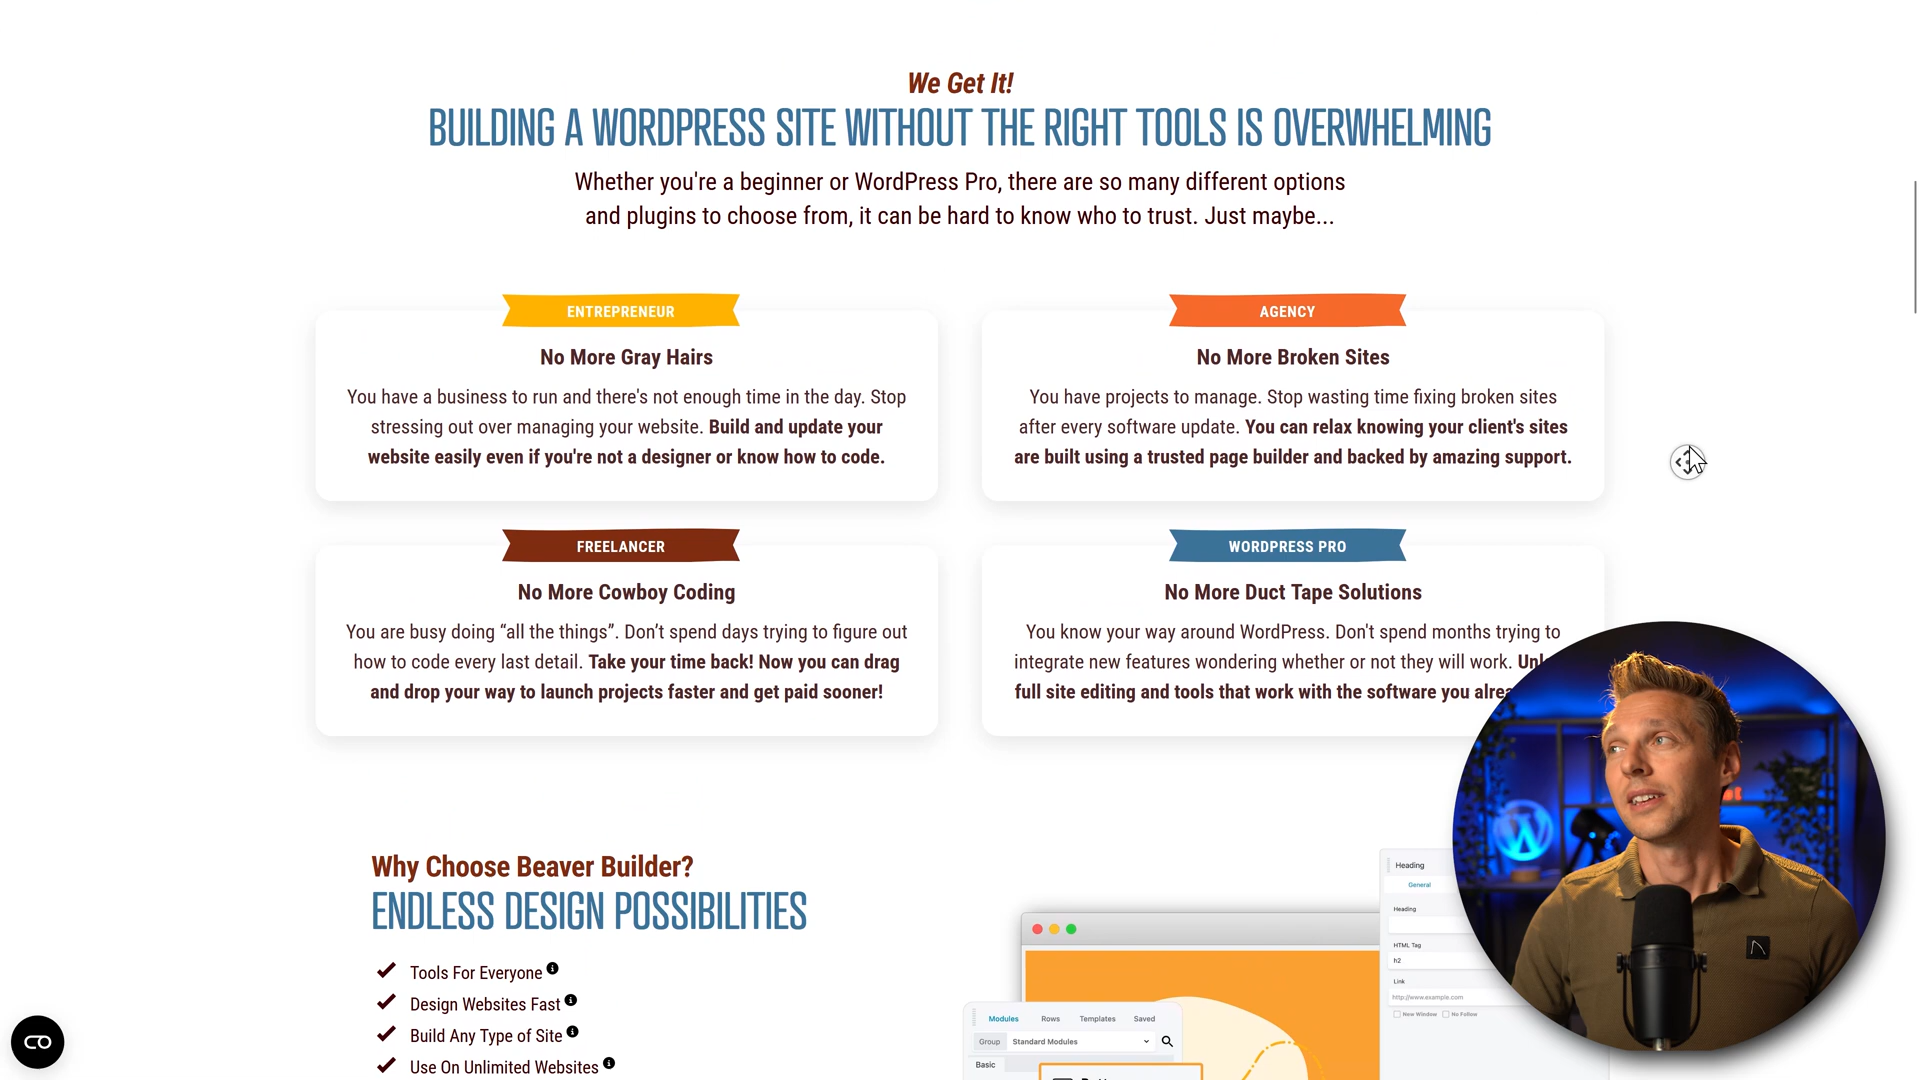 We Get It!
BUILDING A WORDPRESS SITE WITHOUT THE RIGHT TOOLS IS OVERWHELMING
Whether you're a beginner or WordPress Pro, there are so many different options
and plugins to choose from, it can be hard to know who to trust. Just maybe...
ENTREPRENEUR
No More Gray Hairs
You have a business to run and there's not enough time in the day. Stop
stressing out over managing your website. Build and update your
website easily even if you're not a designer or know how to code.
AGENCY
No More Broken Sites
You have projects to manage. Stop wasting time fixing broken sites
after every software update. You can relax knowing your client's sites
are built using a trusted page builder and backed by amazing support.
FREELANCER
No More Cowboy Coding
You are busy doing “all the things”. Don’t spend days trying to figure out
how to code every last detail. Take your time back! Now you can drag
and drop your way to launch projects faster and get paid sooner!
WORDPRESS PRO
No More Duct Tape Solutions
You know your way around WordPress. Don't spend months trying to
integrate new features wondering whether or not they will work.
full site editing and tools that work with the software you
Why Choose Beaver Builder?
ENDLESS DESIGN POSSIBILITIES
Tools For Everyone
Design Websites Fast
Build Any Type of Site
Use On Unlimited Websites
Heading
General
Heading
HTML Tag
h2
Link
http://www.example.com
New Window No Follow
Modules Rows Templates Saved
Group Standard Modules
Basic